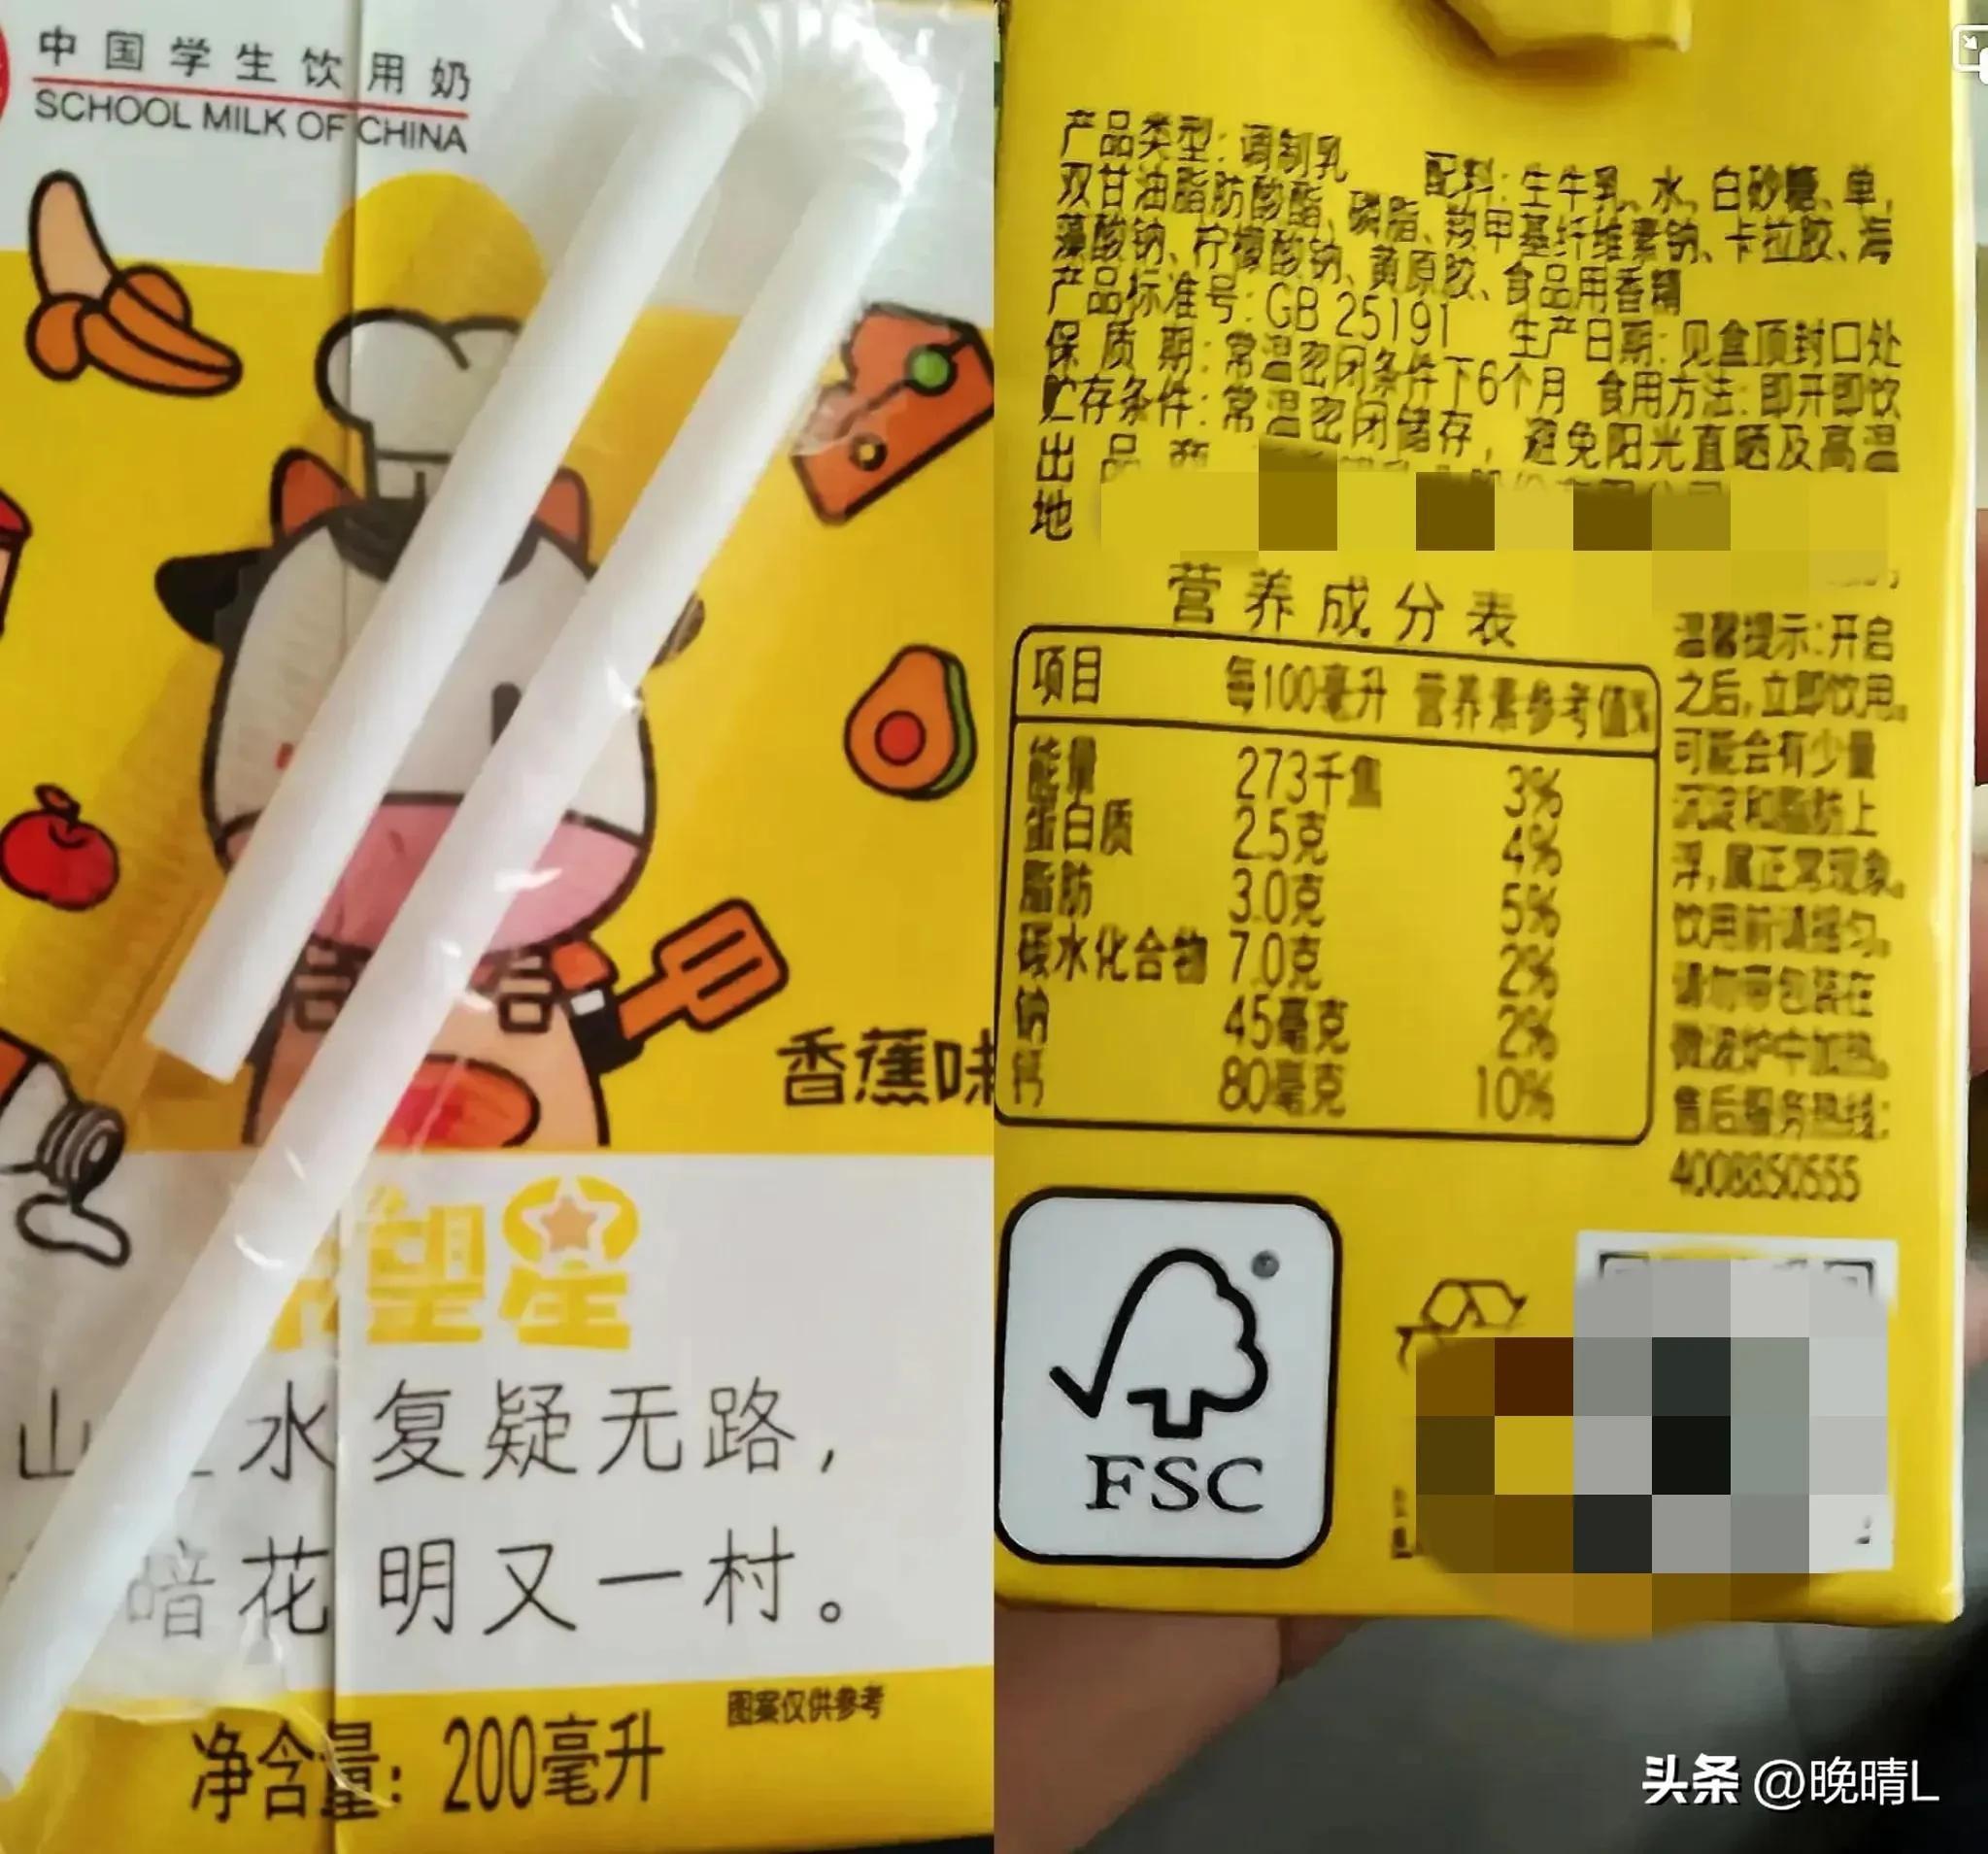 中国学生饮用奶
SCHOOL MILK OF CHINA
香蕉味
望星
山 水复疑无路，
暗花明又一村。
图案仅供参考
净含量：200毫升
产品类型：调制乳 配料：生牛乳、水、白砂糖、单，
双甘油脂肪酸酯、磷脂、羧甲基纤维素钠、卡拉胶、海
藻酸钠、柠檬酸钠、黄原胶、食品用香精
产品标准号：GB 25191 生产日期：见盒顶封口处
保质期：常温密闭条件下6个月 食用方法：即开即饮
贮存条件：常温密闭储存，避免阳光直晒及高温
出品商
地
营养成分表
项目 每100毫升 营养素参考值%
能量 273千焦 3%
蛋白质 2.5克 4%
脂肪 3.0克 5%
碳水化合物 7.0克 2%
钠 45毫克 2%
钙 80毫克 10%
温馨提示：开启
之后，立即饮用。
可能会有少量
沉淀和脂肪上
浮，属正常现象。
饮用前请摇匀。
请勿带包装在
微波炉中加热。
售后服务热线：
4008850555
FSC
头条 @晚晴L